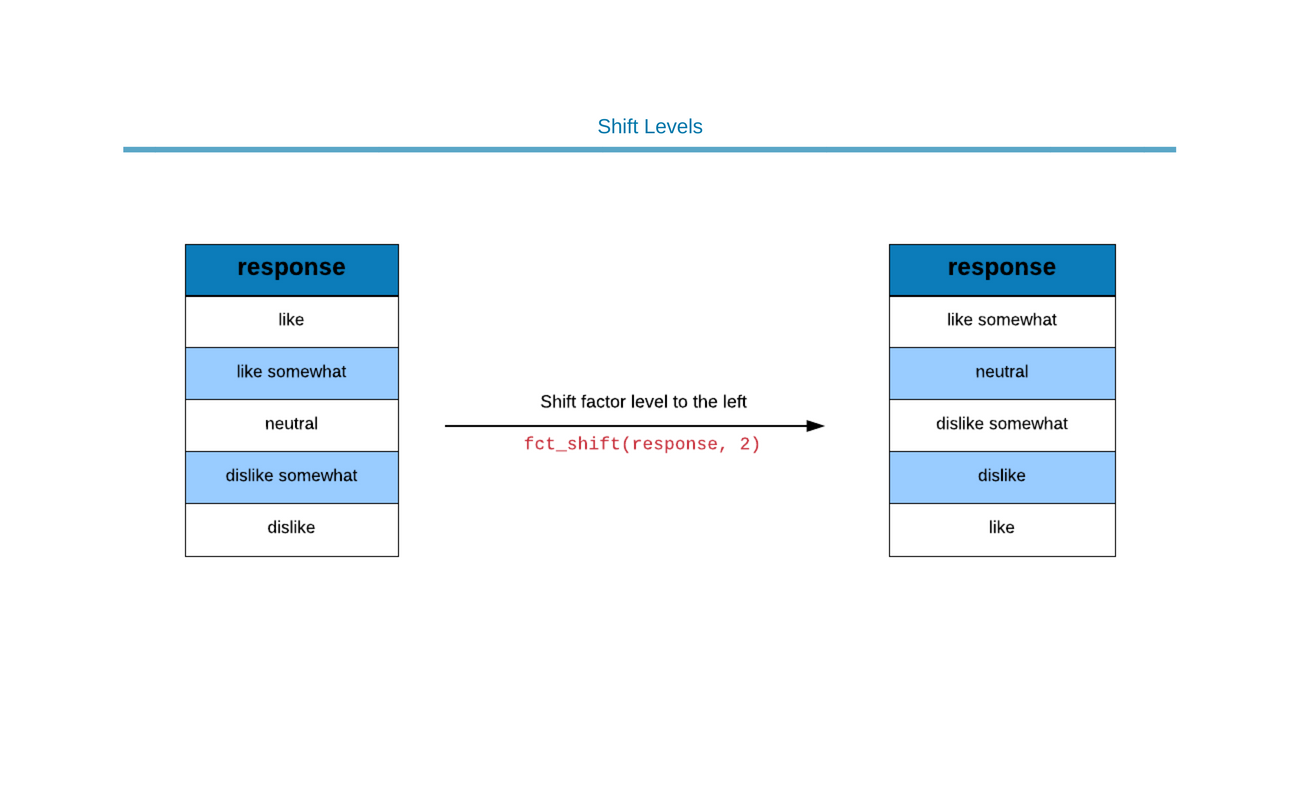 Shift Levels
response
like
like somewhat
neutral
dislike somewhat
dislike
Shift factor level to the left
fct_shift(response, 2)
response
like somewhat
neutral
dislike somewhat
dislike
like